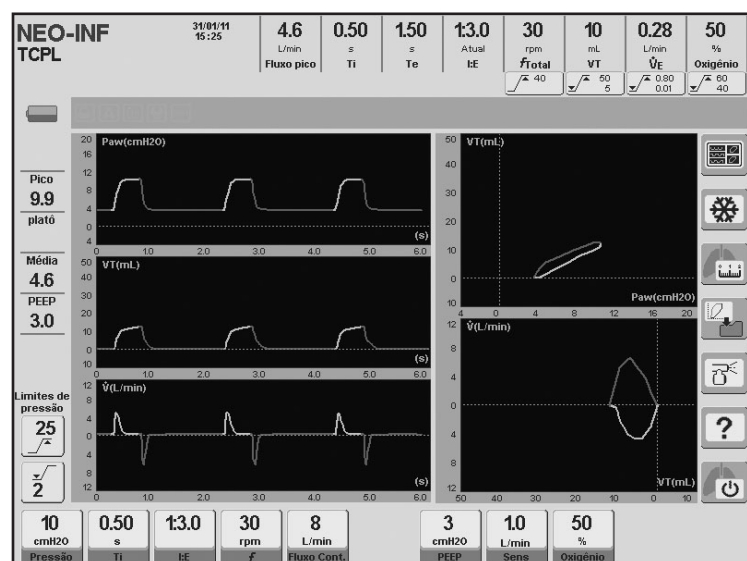 NEO-INF
TCPL
31/01/11
15:25
4.6
L/min
Fluxo pico
0.50
s
Ti
1.50
s
Te
1:3.0
Atual
I:E
30
rpm
fTotal
10
mL
VT
0.28
L/min
V̇E
50
%
Oxigénio
40
50
5
0.80
0.01
60
40
Pico
9.9
platô
Média
4.6
PEEP
3.0
Limites de
pressão
25
2
20
16
12
8
4
0
4
Paw(cmH2O)
(s)
0 1.0 2.0 3.0 4.0 5.0 6.0
50
40
30
20
10
0
10
VT(mL)
(s)
0 1.0 2.0 3.0 4.0 5.0 6.0
12
8
4
0
4
8
12
V̇(L/min)
(s)
0 1.0 2.0 3.0 4.0 5.0 6.0
50
40
30
20
10
0
10
VT(mL)
Paw(cmH2O)
4 0 4 8 12 16 20
12
8
4
0
4
8
12
V̇(L/min)
VT(mL)
50 40 30 20 10 0 10
?
10
cmH2O
Pressão
0.50
s
Ti
1:3.0
I:E
30
rpm
f
8
L/min
Fluxo Cont.
3
cmH2O
PEEP
1.0
L/min
Sens
50
%
Oxigénio